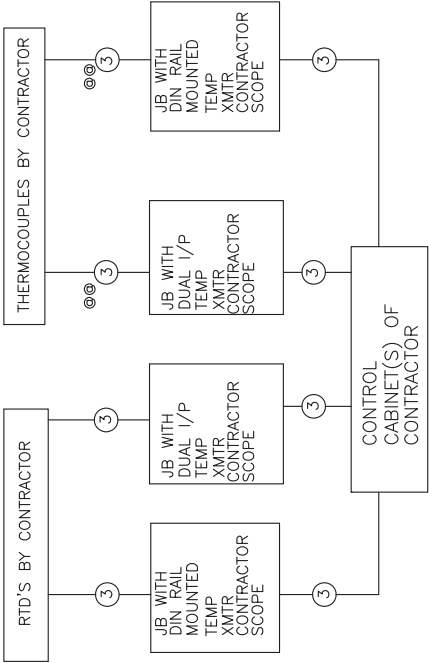 RTD'S BY CONTRACTOR
THERMOCOUPLES BY CONTRACTOR
3
3
@@
3
@@
3
JB WITH
DIN RAIL
MOUNTED
TEMP
XMTR
CONTRACTOR
SCOPE
JB WITH
DUAL I/P
TEMP
XMTR
CONTRACTOR
SCOPE
JB WITH
DUAL I/P
TEMP
XMTR
CONTRACTOR
SCOPE
JB WITH
DIN RAIL
MOUNTED
TEMP
XMTR
CONTRACTOR
SCOPE
3
3
3
3
CONTROL
CABINET(S) OF
CONTRACTOR